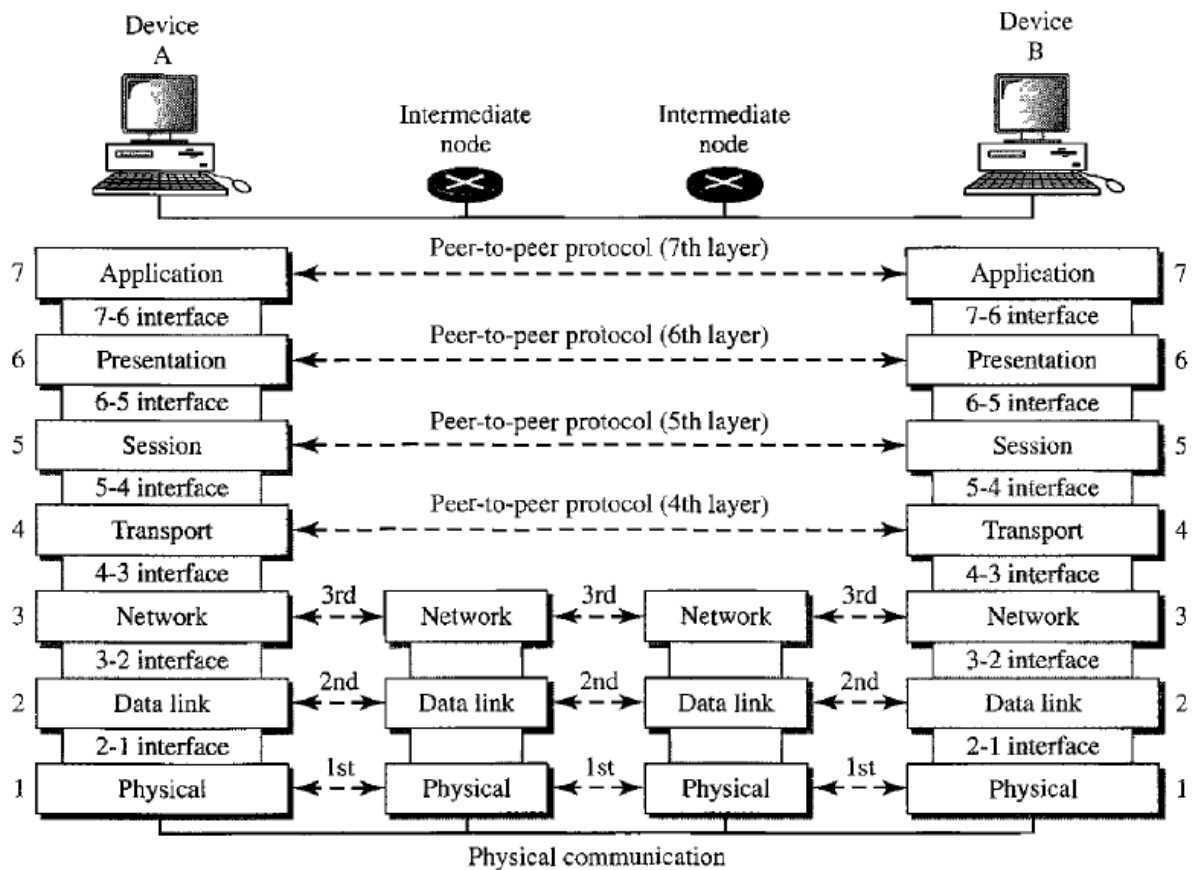 Device
A
Device
B
Intermediate
node
Intermediate
node
Peer-to-peer protocol (7th layer)
7 Application Application 7
7-6 interface 7-6 interface
Peer-to-peer protocol (6th layer)
6 Presentation Presentation 6
6-5 interface 6-5 interface
Peer-to-peer protocol (5th layer)
5 Session Session 5
5-4 interface 5-4 interface
Peer-to-peer protocol (4th layer)
4 Transport Transport 4
4-3 interface 4-3 interface
3rd 3rd 3rd
3 Network Network Network Network 3
3-2 interface 3-2 interface
2nd 2nd 2nd
2 Data link Data link Data link Data link 2
2-1 interface 2-1 interface
1st 1st 1st
1 Physical Physical Physical Physical 1
Physical communication